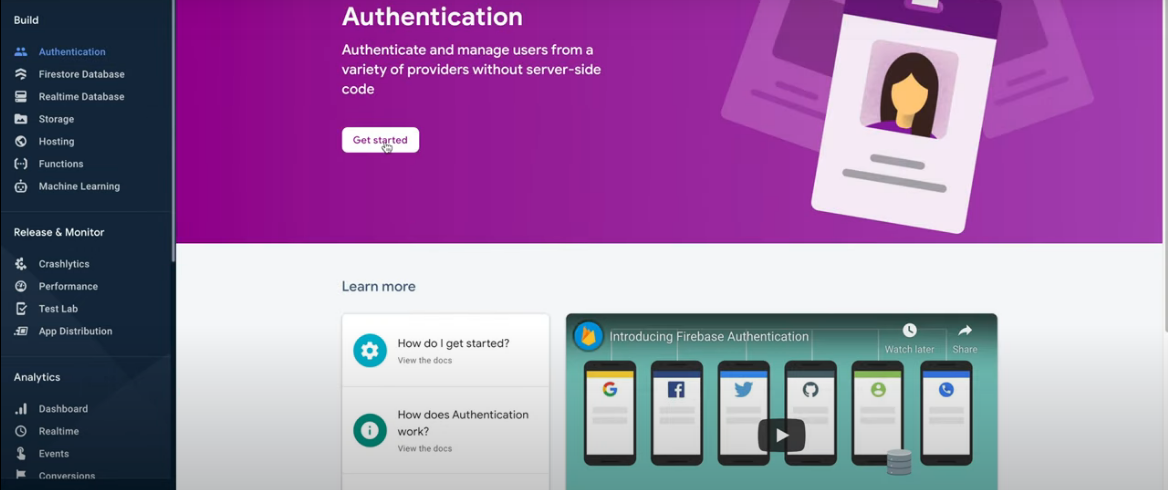 Build
Authentication
Firestore Database
Realtime Database
Storage
Hosting
Functions
Machine Learning
Release & Monitor
Crashlytics
Performance
Test Lab
App Distribution
Analytics
Dashboard
Realtime
Events
Conversions
Authentication
Authenticate and manage users from a
variety of providers without server-side
code
Get started
Learn more
How do I get started?
View the docs
How does Authentication
work?
View the docs
Introducing Firebase Authentication
Watch later
Share